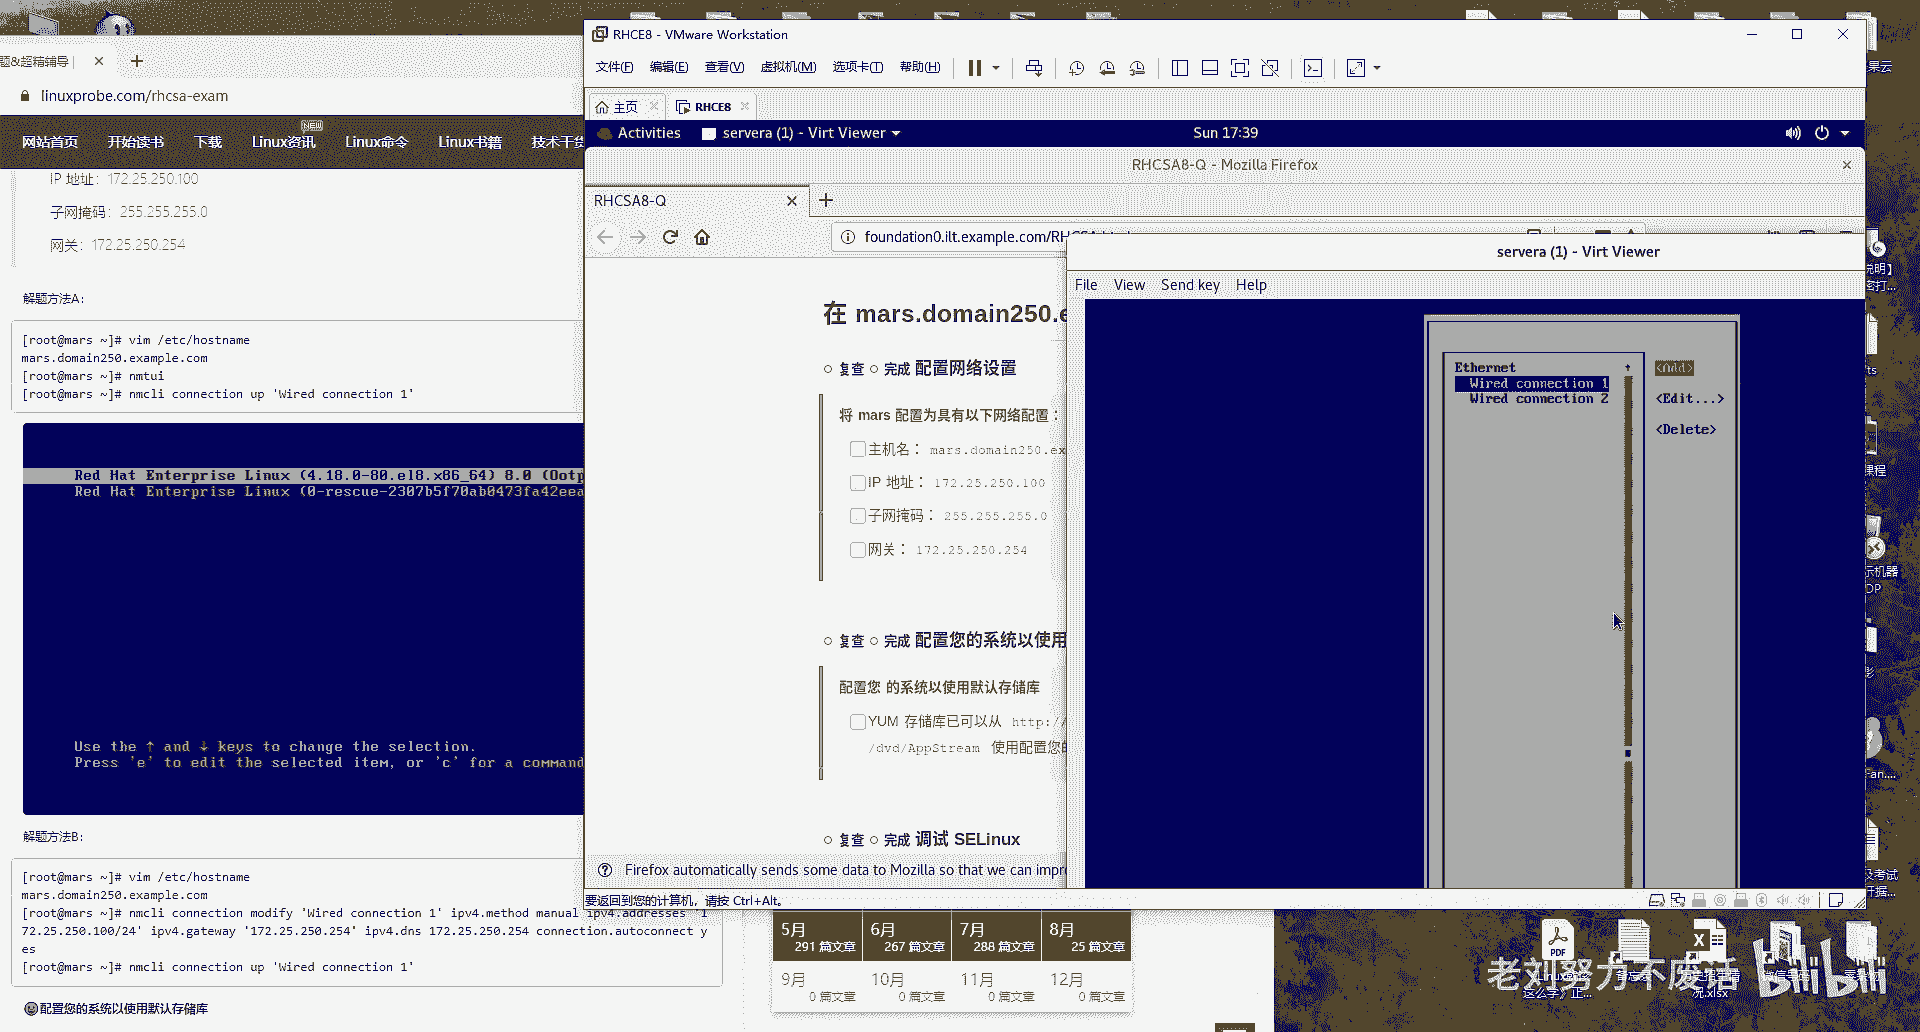 RHCE8 - VMware Workstation
题&超精辅导
linuxprobe.com/rhcsa-exam
文件(F) 编辑(E) 查看(V) 虚拟机(M) 选项卡(T) 帮助(H)
主页 RHCE8
网站首页 开始读书 下载 Linux资讯 NEW Linux命令 Linux书籍 技术干货
Activities servera (1) - Virt Viewer Sun 17:39
RHCSA8-Q - Mozilla Firefox
RHCSA8-Q
foundation0.ilt.example.com/RHCSA
IP 地址：172.25.250.100
子网掩码：255.255.255.0
网关：172.25.250.254
解题方法A:
[root@mars ~]# vim /etc/hostname
mars.domain250.example.com
[root@mars ~]# nmtui
[root@mars ~]# nmcli connection up 'Wired connection 1'
Red Hat Enterprise Linux (4.18.0-80.el8.x86_64) 8.0 (Ootp
Red Hat Enterprise Linux (0-rescue-2307b5f70ab0473fa42eea
Use the ↑ and ↓ keys to change the selection.
Press 'e' to edit the selected item, or 'c' for a command
解题方法B:
[root@mars ~]# vim /etc/hostname
mars.domain250.example.com
[root@mars ~]# nmcli connection modify 'Wired connection 1' ipv4.method manual ipv4.addresses '1
72.25.250.100/24' ipv4.gateway '172.25.250.254' ipv4.dns 172.25.250.254 connection.autoconnect y
es
[root@mars ~]# nmcli connection up 'Wired connection 1'
配置您的系统以使用默认存储库
在 mars.domain250.e
复查 完成 配置网络设置
将 mars 配置为具有以下网络配置：
主机名： mars.domain250.ex
IP 地址： 172.25.250.100
子网掩码： 255.255.255.0
网关： 172.25.250.254
复查 完成 配置您的系统以使用
配置您 的系统以使用默认存储库
YUM 存储库已可以从 http:/
/dvd/AppStream 使用配置您的
复查 完成 调试 SELinux
Firefox automatically sends some data to Mozilla so that we can impr
要返回到您的计算机，请按 Ctrl+Alt。
servera (1) - Virt Viewer
File View Send key Help
Ethernet
Wired connection 1
Wired connection 2
<Add>
<Edit...>
<Delete>
5月 6月 7月 8月
291 篇文章 267 篇文章 288 篇文章 25 篇文章
9月 10月 11月 12月
0 篇文章 0 篇文章 0 篇文章 0 篇文章
老刘努力不废话
bilibili